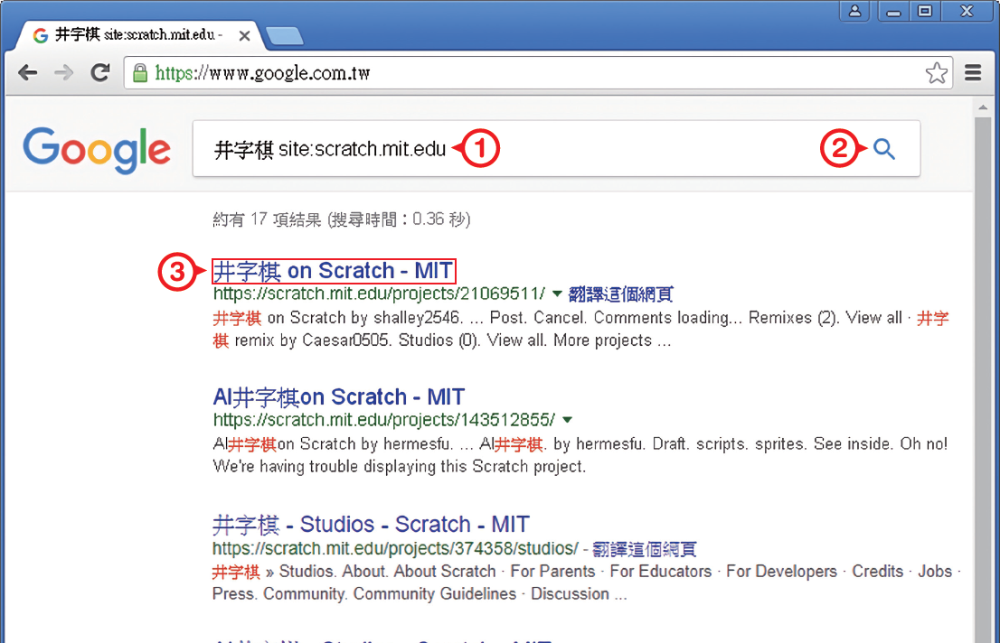 井字棋 site:scratch.mit.edu -
https://www.google.com.tw
Google
井字棋 site:scratch.mit.edu 1 2
約有 17 項結果 (搜尋時間：0.36 秒)
3 井字棋 on Scratch - MIT
https://scratch.mit.edu/projects/21069511/ 翻譯這個網頁
井字棋 on Scratch by shalley2546. ... Post. Cancel. Comments loading... Remixes (2). View all · 井字
棋 remix by Caesar0505. Studios (0). View all. More projects ...
AI井字棋on Scratch - MIT
https://scratch.mit.edu/projects/143512855/
AI井字棋on Scratch by hermesfu. ... AI井字棋. by hermesfu. Draft. scripts. sprites. See inside. Oh no!
We're having trouble displaying this Scratch project.
井字棋 - Studios - Scratch - MIT
https://scratch.mit.edu/projects/374358/studios/ - 翻譯這個網頁
井字棋 » Studios. About. About Scratch · For Parents · For Educators · For Developers · Credits · Jobs ·
Press. Community. Community Guidelines · Discussion ...